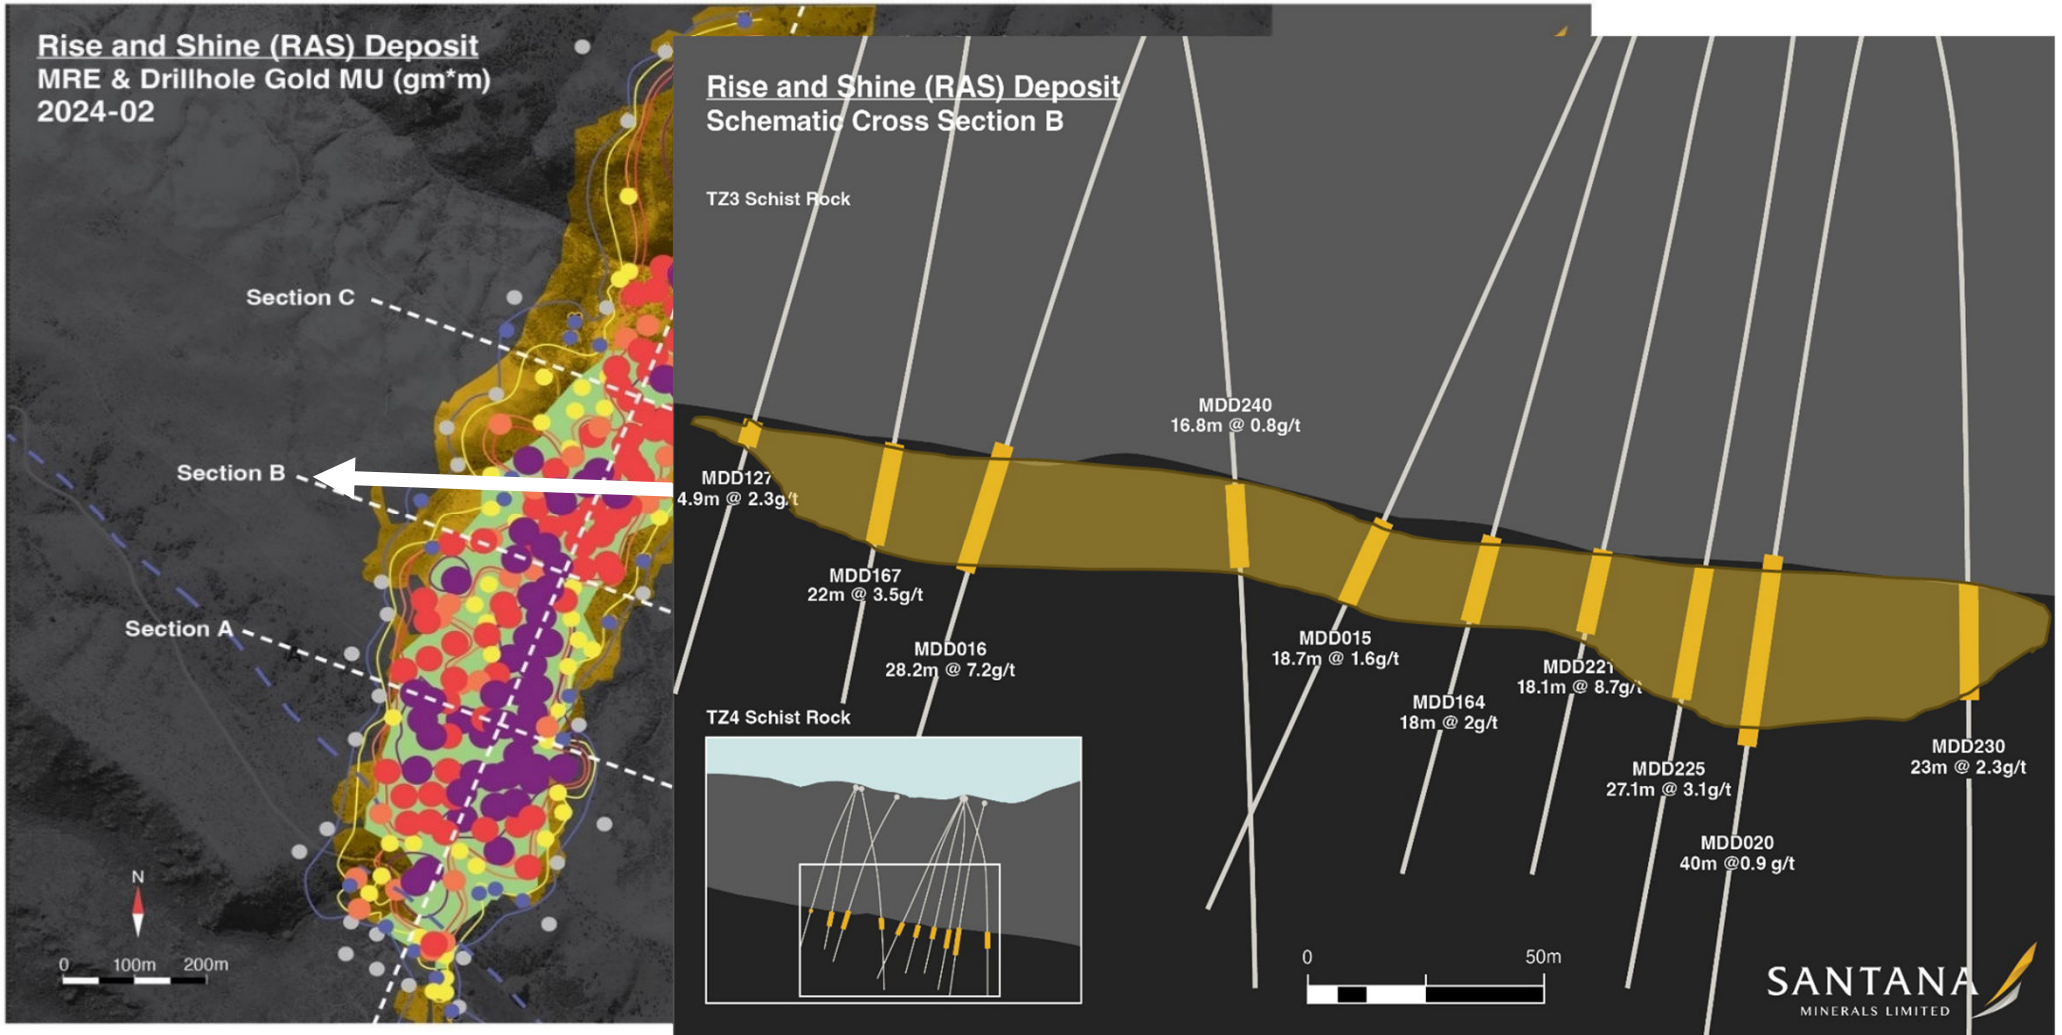 Rise and Shine (RAS) Deposit
MRE & Drillhole Gold MU (gm*m)
2024-02
Section C
Section B
Section A
N
0 100m 200m
Rise and Shine (RAS) Deposit
Schematic Cross Section B
TZ3 Schist Rock
MDD240
16.8m @ 0.8g/t
MDD127
4.9m @ 2.3g/t
MDD167
22m @ 3.5g/t
MDD016
28.2m @ 7.2g/t
MDD015
18.7m @ 1.6g/t
MDD164
18m @ 2g/t
MDD221
18.1m @ 8.7g/t
MDD225
27.1m @ 3.1g/t
MDD020
40m @0.9 g/t
MDD230
23m @ 2.3g/t
TZ4 Schist Rock
0 50m
SANTANA
MINERALS LIMITED